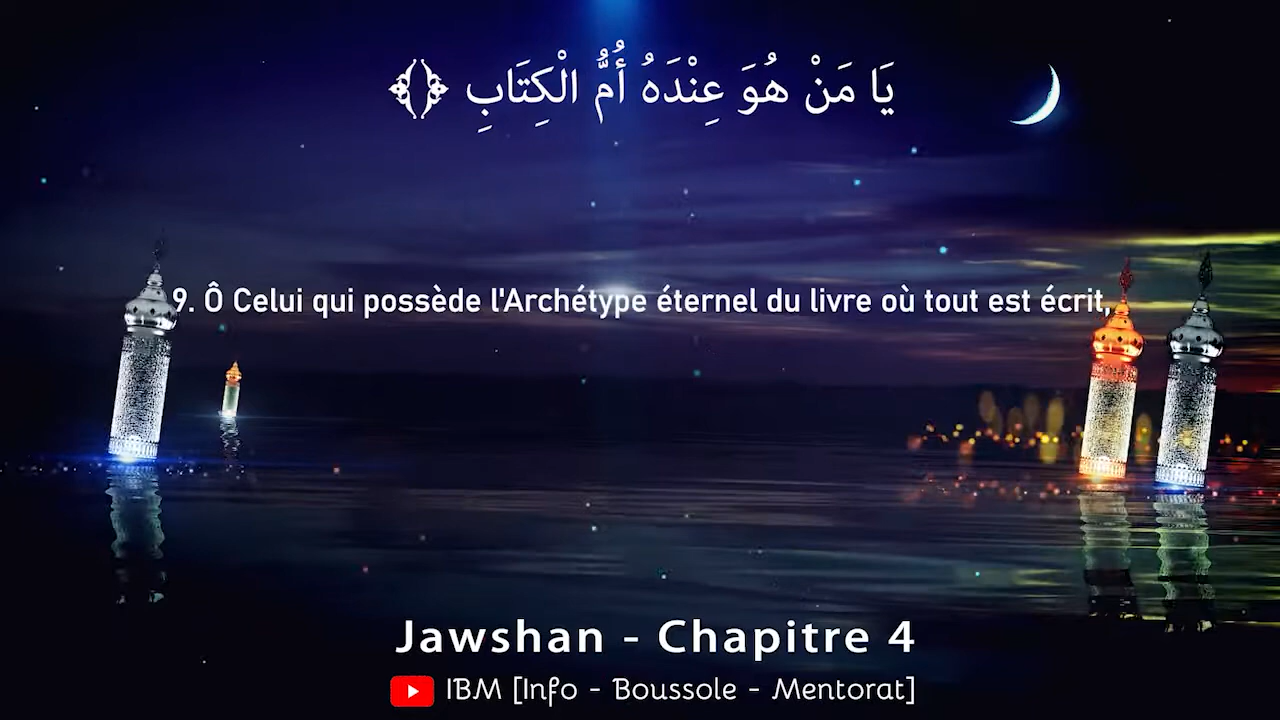 يَا مَنْ هُوَ عِنْدَهُ أُمُّ الْكِتَابِ
9. Ô Celui qui possède l'Archétype éternel du livre où tout est écrit,
Jawshan - Chapitre 4
IBM [Info - Boussole - Mentorat]